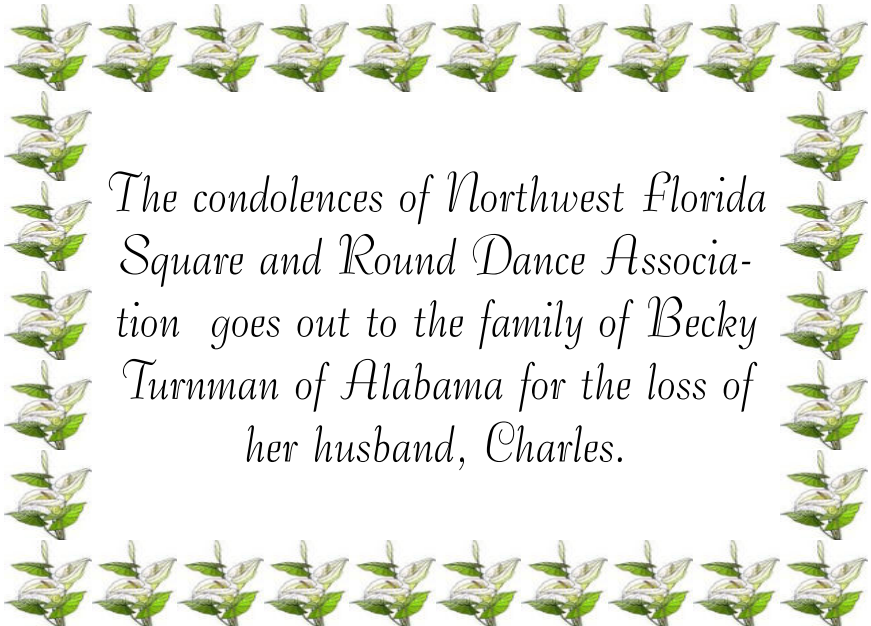 The condolences of Northwest Florida
Square and Round Dance Associa-
tion  goes out to the family of Becky
Turnman of Alabama for the loss of
her husband, Charles.